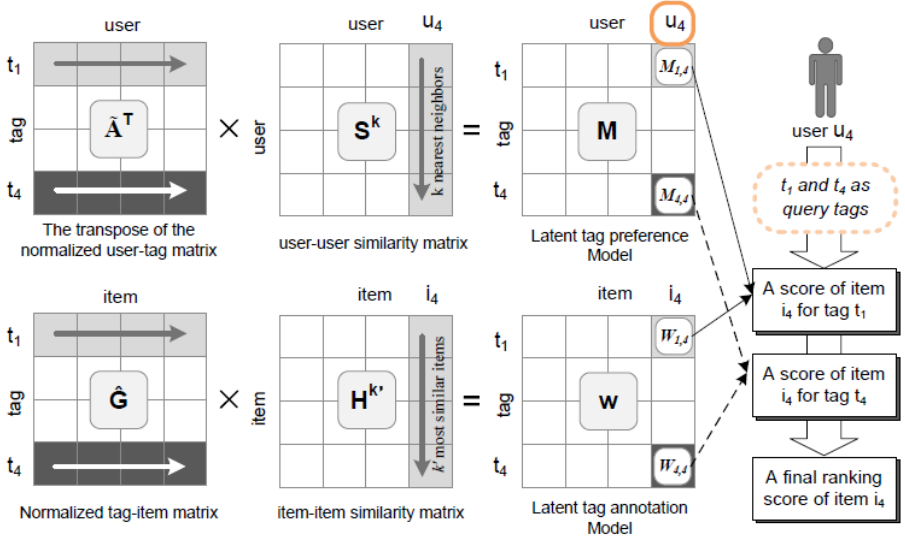 user
t1
tag
t4
Ã^T
The transpose of the
normalized user-tag matrix
×
user
u4
user
S^k
k nearest neighbors
user-user similarity matrix
=
user
u4
t1
tag
t4
M1,4
M
M4,4
Latent tag preference
Model
user u4
t1 and t4 as
query tags
A score of item
i4 for tag t1
A score of item
i4 for tag t4
A final ranking
score of item i4
item
t1
tag
t4
Ĝ
Normalized tag-item matrix
×
item
i4
item
H^k'
k' most similar items
item-item similarity matrix
=
item
i4
t1
tag
t4
W1,4
W
W4,4
Latent tag annotation
Model